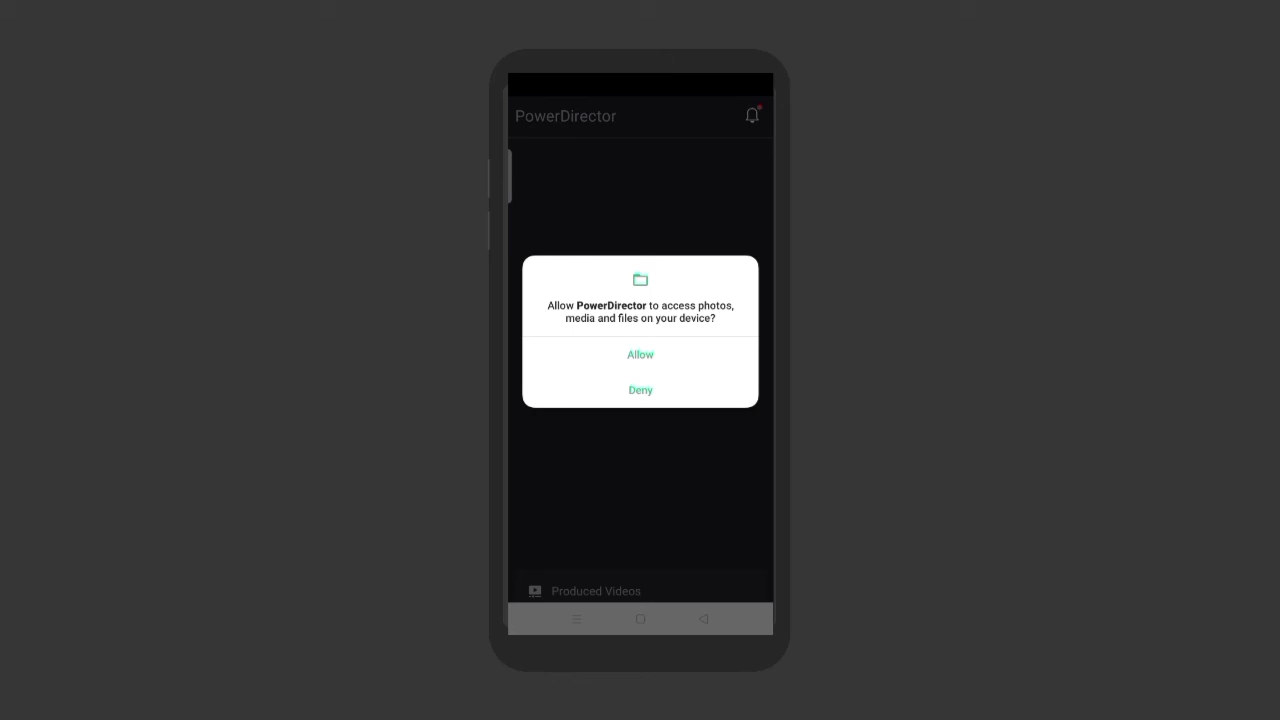 PowerDirector
Allow PowerDirector to access photos,
media and files on your device?
Allow
Deny
Produced Videos